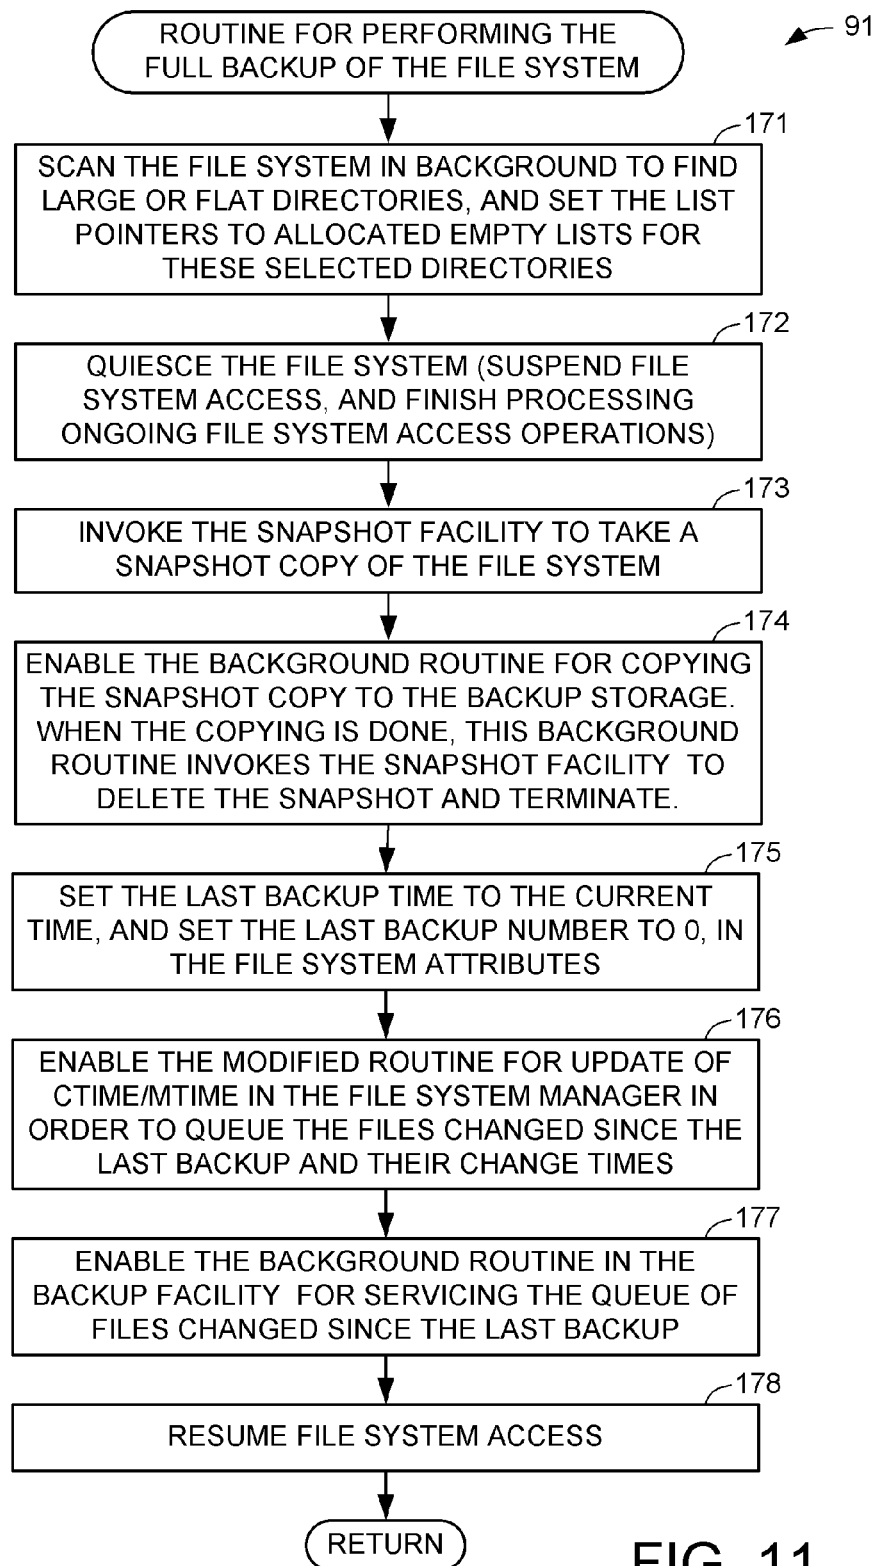 ROUTINE FOR PERFORMING THE
FULL BACKUP OF THE FILE SYSTEM
91
171
SCAN THE FILE SYSTEM IN BACKGROUND TO FIND
LARGE OR FLAT DIRECTORIES, AND SET THE LIST
POINTERS TO ALLOCATED EMPTY LISTS FOR
THESE SELECTED DIRECTORIES
172
QUIESCE THE FILE SYSTEM (SUSPEND FILE
SYSTEM ACCESS, AND FINISH PROCESSING
ONGOING FILE SYSTEM ACCESS OPERATIONS)
173
INVOKE THE SNAPSHOT FACILITY TO TAKE A
SNAPSHOT COPY OF THE FILE SYSTEM
174
ENABLE THE BACKGROUND ROUTINE FOR COPYING
THE SNAPSHOT COPY TO THE BACKUP STORAGE.
WHEN THE COPYING IS DONE, THIS BACKGROUND
ROUTINE INVOKES THE SNAPSHOT FACILITY TO
DELETE THE SNAPSHOT AND TERMINATE.
175
SET THE LAST BACKUP TIME TO THE CURRENT
TIME, AND SET THE LAST BACKUP NUMBER TO 0, IN
THE FILE SYSTEM ATTRIBUTES
176
ENABLE THE MODIFIED ROUTINE FOR UPDATE OF
CTIME/MTIME IN THE FILE SYSTEM MANAGER IN
ORDER TO QUEUE THE FILES CHANGED SINCE THE
LAST BACKUP AND THEIR CHANGE TIMES
177
ENABLE THE BACKGROUND ROUTINE IN THE
BACKUP FACILITY FOR SERVICING THE QUEUE OF
FILES CHANGED SINCE THE LAST BACKUP
178
RESUME FILE SYSTEM ACCESS
RETURN
FIG. 11